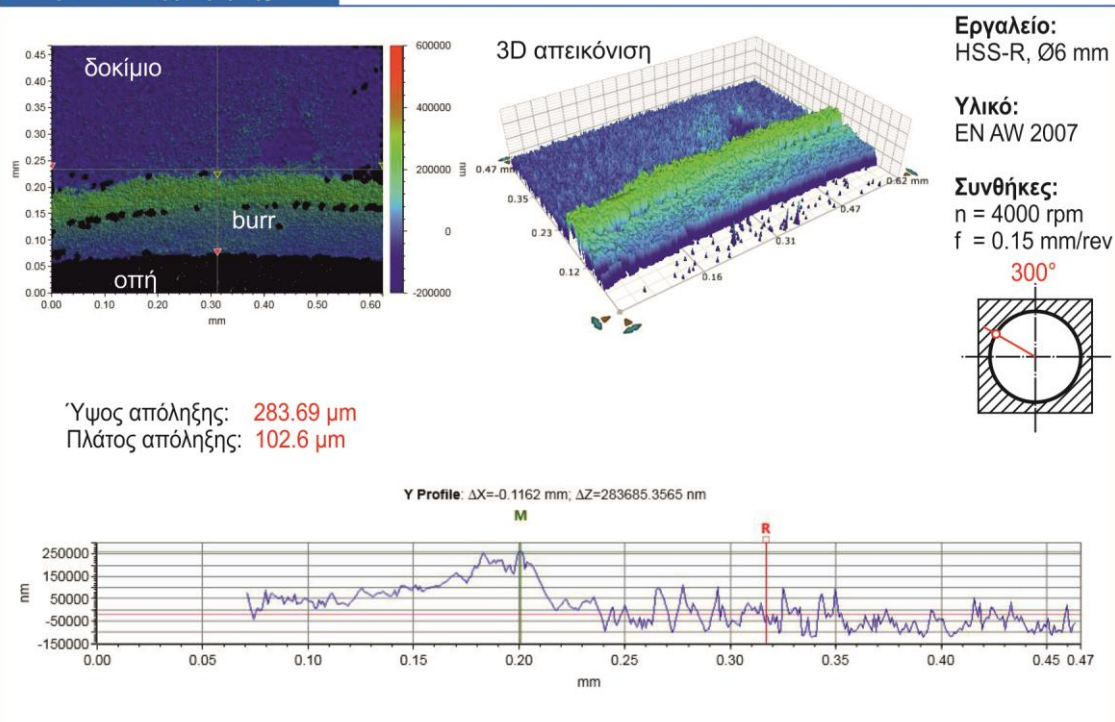 δοκίμιο
burr
οπή
0.45
0.40
0.35
0.30
0.25
0.20
0.15
0.10
0.05
0.00
mm
0.00 0.10 0.20 0.30 0.40 0.50 0.60
mm
600000
400000
200000
0
-200000
nm
3D απεικόνιση
0.47 mm
0.35
0.23
0.12
0.16
0.31
0.47
0.62 mm
Εργαλείο:
HSS-R, Ø6 mm
Υλικό:
EN AW 2007
Συνθήκες:
n = 4000 rpm
f = 0.15 mm/rev
300°
Ύψος απόληξης: 283.69 μm
Πλάτος απόληξης: 102.6 μm
Y Profile: ΔX=-0.1162 mm; ΔZ=283685.3565 nm
M
R
250000
150000
50000
-50000
-150000
nm
0.00 0.05 0.10 0.15 0.20 0.25 0.30 0.35 0.40 0.45 0.47
mm